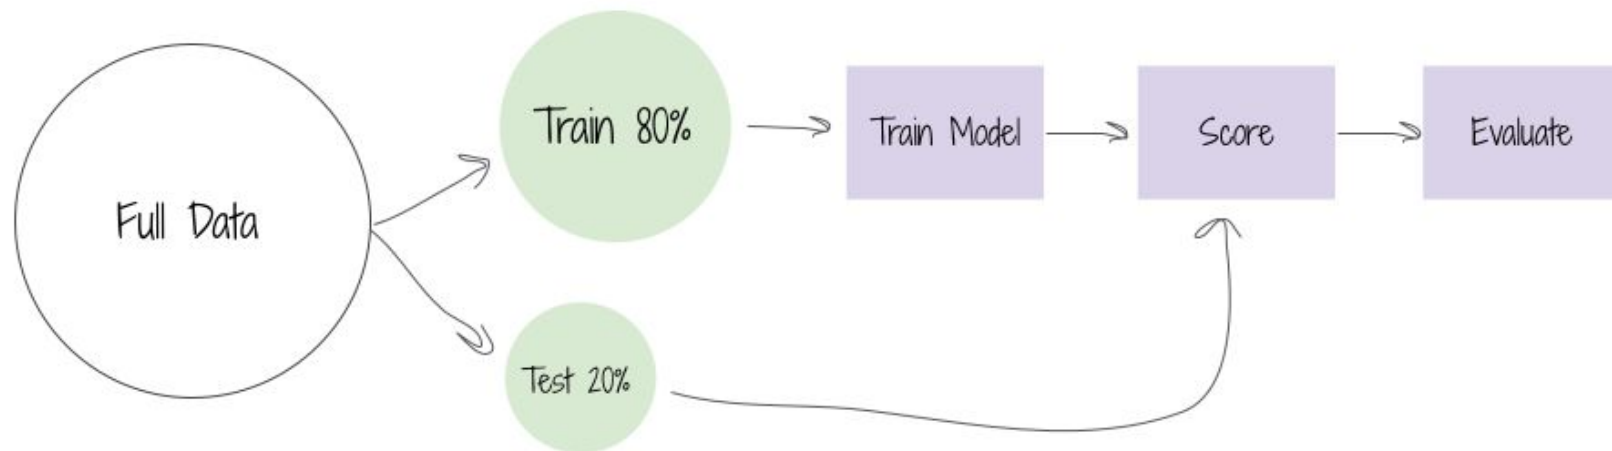 Full Data
Train 80%
Test 20%
Train Model
Score
Evaluate